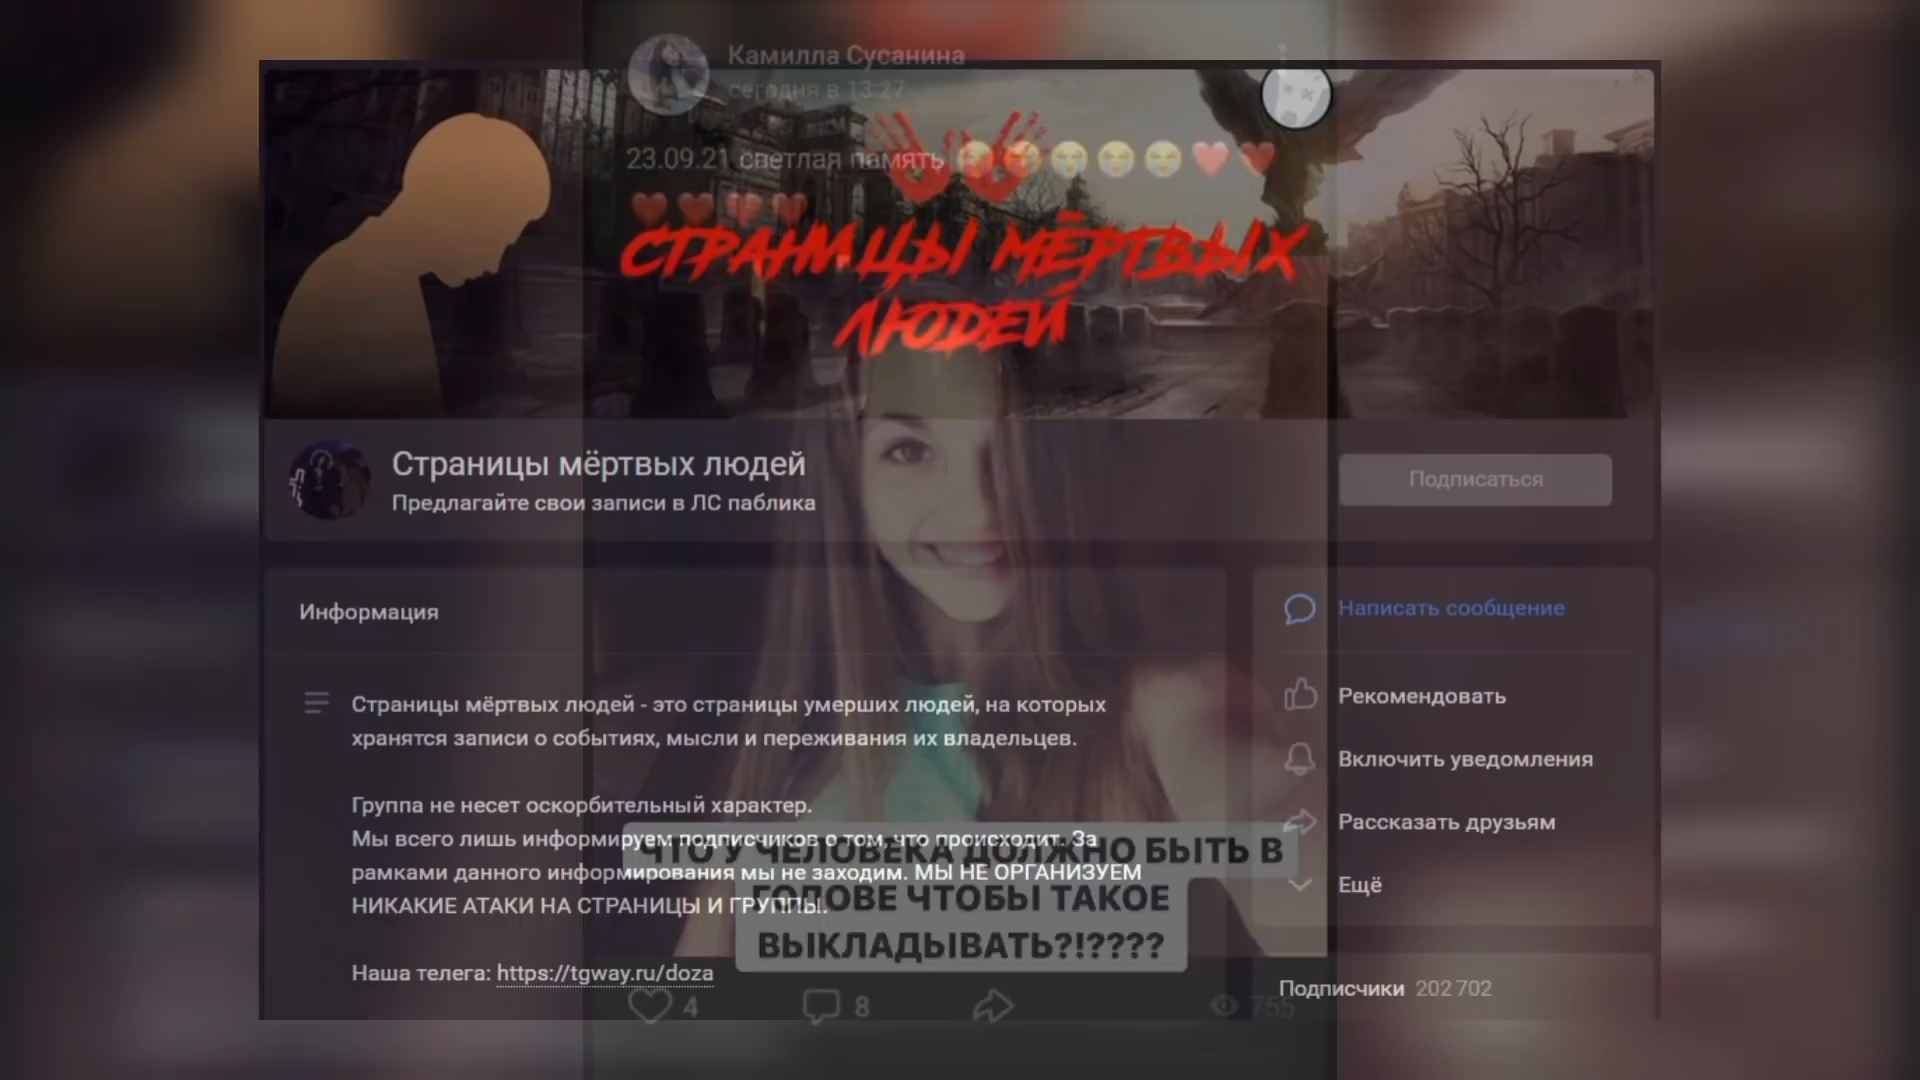 Камилла Сусанина
сегодня в 13:27
23.09.21 светлая память
СТРАНИЦЫ МЁРТВЫХ
ЛЮДЕЙ
Страницы мёртвых людей
Предлагайте свои записи в ЛС паблика
Подписаться
Информация
Написать сообщение
Страницы мёртвых людей - это страницы умерших людей, на которых
хранятся записи о событиях, мысли и переживания их владельцев.
Рекомендовать
Включить уведомления
Группа не несет оскорбительный характер.
Мы всего лишь информируем подписчиков о том, что происходит. За
рамками данного информирования мы не заходим. МЫ НЕ ОРГАНИЗУЕМ
НИКАКИЕ АТАКИ НА СТРАНИЦЫ И ГРУППЫ.
Рассказать друзьям
ЧТО У ЧЕЛОВЕКА ДОЛЖНО БЫТЬ В
ГОЛОВЕ ЧТОБЫ ТАКОЕ
ВЫКЛАДЫВАТЬ?!????
Ещё
Наша телега: https://tgway.ru/doza
Подписчики 202 702
4 8 755